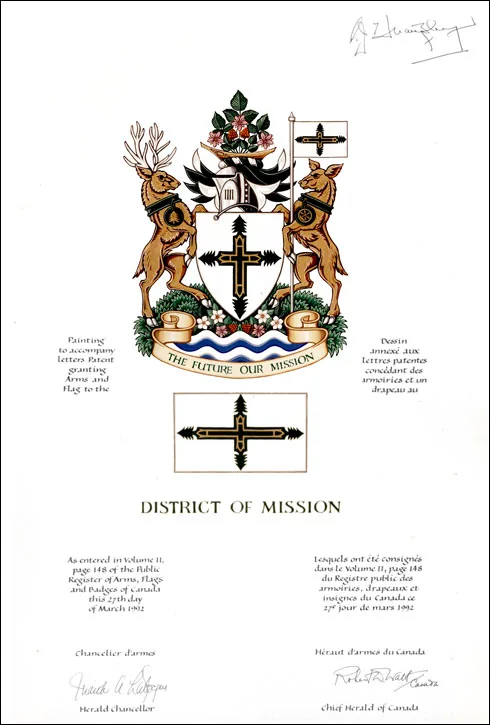 THE FUTURE OUR MISSION
Painting
to accompany
letters Patent
granting
Arms and
Flag to the
Dessin
annexé aux
lettres patentes
concédant des
armoiries et un
drapeau au
DISTRICT OF MISSION
As entered in Volume II,
page 148 of the Public
Register of Arms, Flags
and Badges of Canada
this 27th day
of March 1992
Lesquels ont été consignés
dans le Volume II, page 148
du Registre public des
armoiries, drapeaux et
insignes du Canada ce
27e jour de mars 1992
Chancelier d'armes
Herald Chancellor
Héraut d'armes du Canada
Robert D Watt
Canada
Chief Herald of Canada